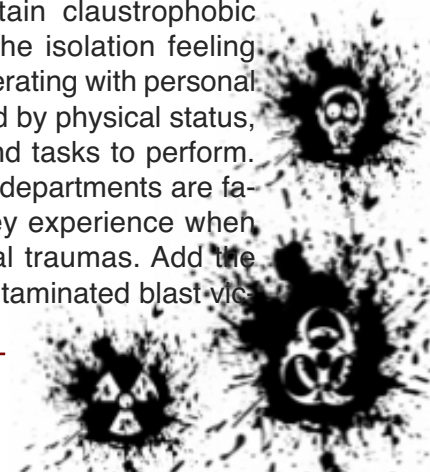 tain claustrophobic
he isolation feeling
erating with personal
d by physical status,
nd tasks to perform.
departments are fa-
ey experience when
al traumas. Add the
taminated blast vic-